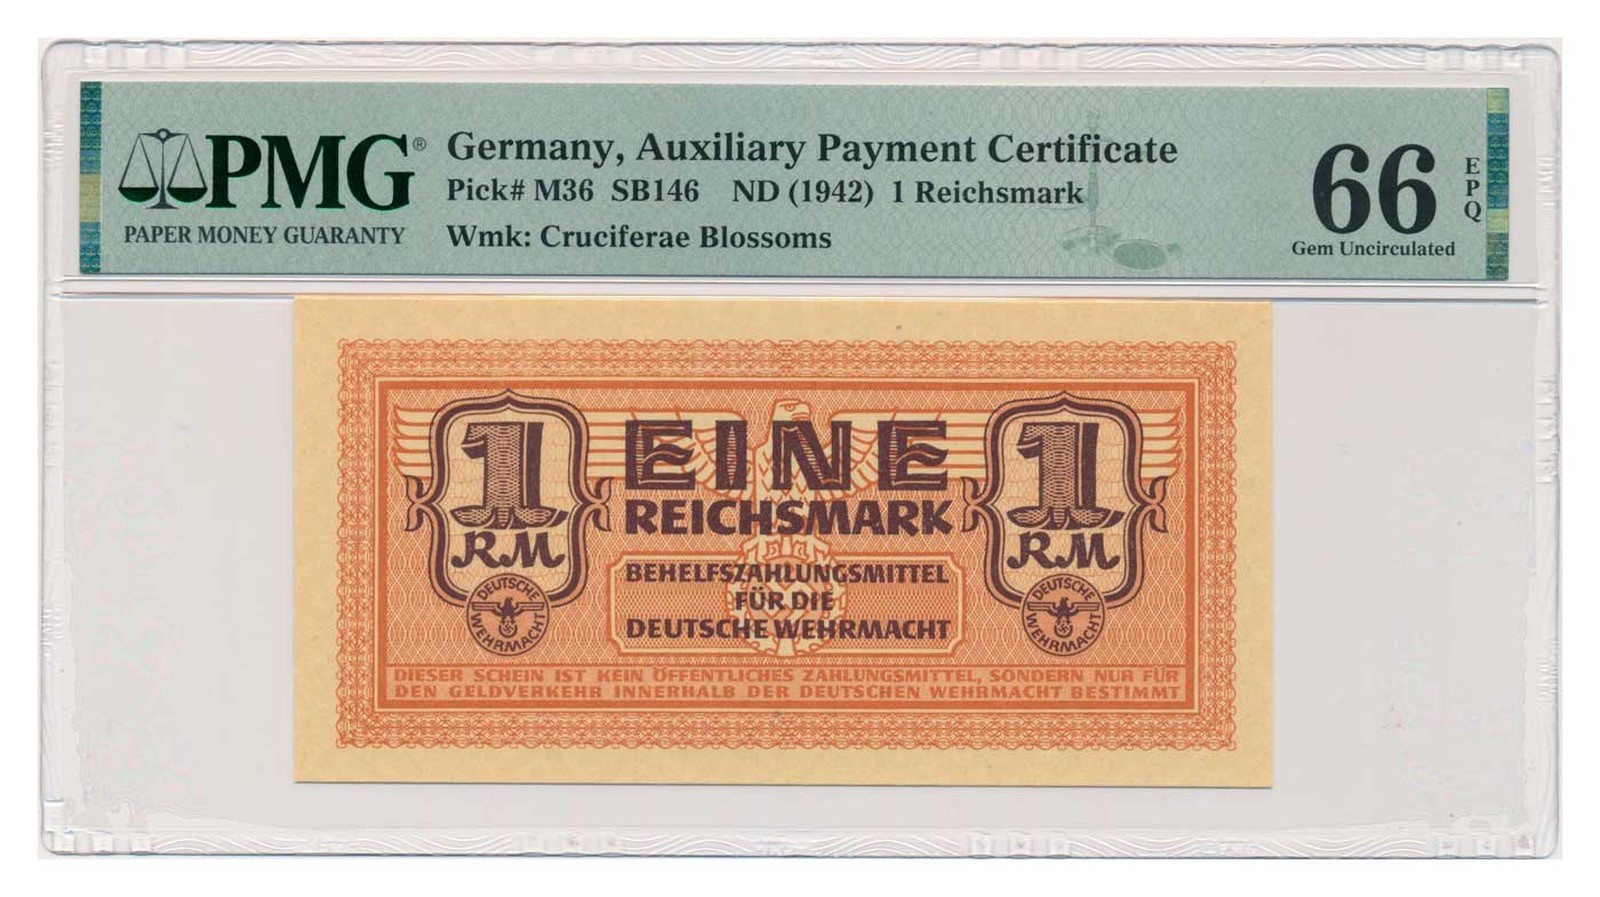 PMG®
PAPER MONEY GUARANTY
Germany, Auxiliary Payment Certificate
Pick# M36 SB146 ND (1942) 1 Reichsmark
Wmk: Cruciferae Blossoms
66 EPQ
Gem Uncirculated
1 EINE 1
REICHSMARK
RM RM
BEHELFSZAHLUNGSMITTEL
FÜR DIE
DEUTSCHE WEHRMACHT
DEUTSCHE WEHRMACHT
DEUTSCHE WEHRMACHT
DIESER SCHEIN IST KEIN ÖFFENTLICHES ZAHLUNGSMITTEL, SONDERN NUR FÜR
DEN GELDVERKEHR INNERHALB DER DEUTSCHEN WEHRMACHT BESTIMMT